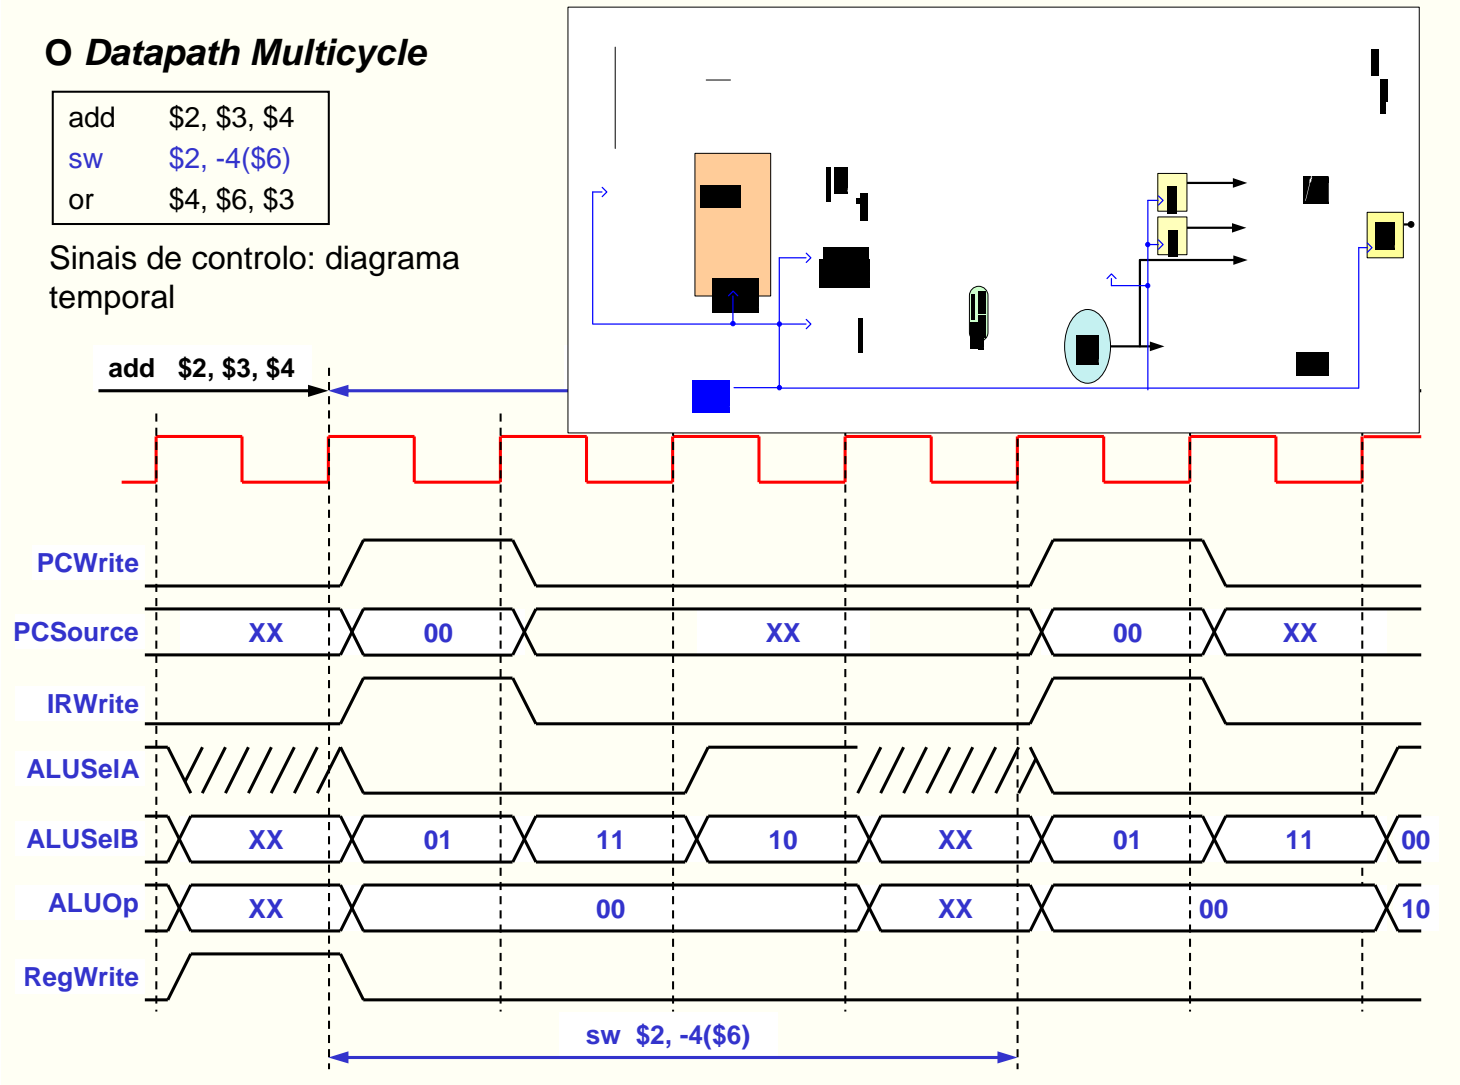 O Datapath Multicycle
add $2, $3, $4
sw $2, -4($6)
or $4, $6, $3
Sinais de controlo: diagrama
temporal
add $2, $3, $4
PCWrite
PCSource XX 00 XX 00 XX
IRWrite
ALUSelA
ALUSelB XX 01 11 10 XX 01 11 00
ALUOp XX 00 XX 00 10
RegWrite
sw $2, -4($6)